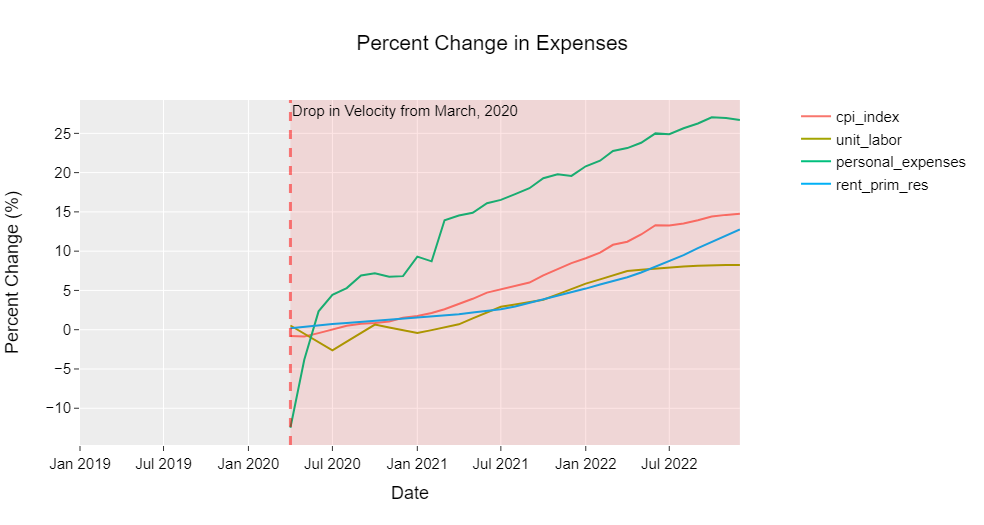 Percent Change in Expenses
Drop in Velocity from March, 2020
cpi_index
unit_labor
personal_expenses
rent_prim_res
Percent Change (%)
25
20
15
10
5
0
−5
−10
Jan 2019
Jul 2019
Jan 2020
Jul 2020
Jan 2021
Jul 2021
Jan 2022
Jul 2022
Date